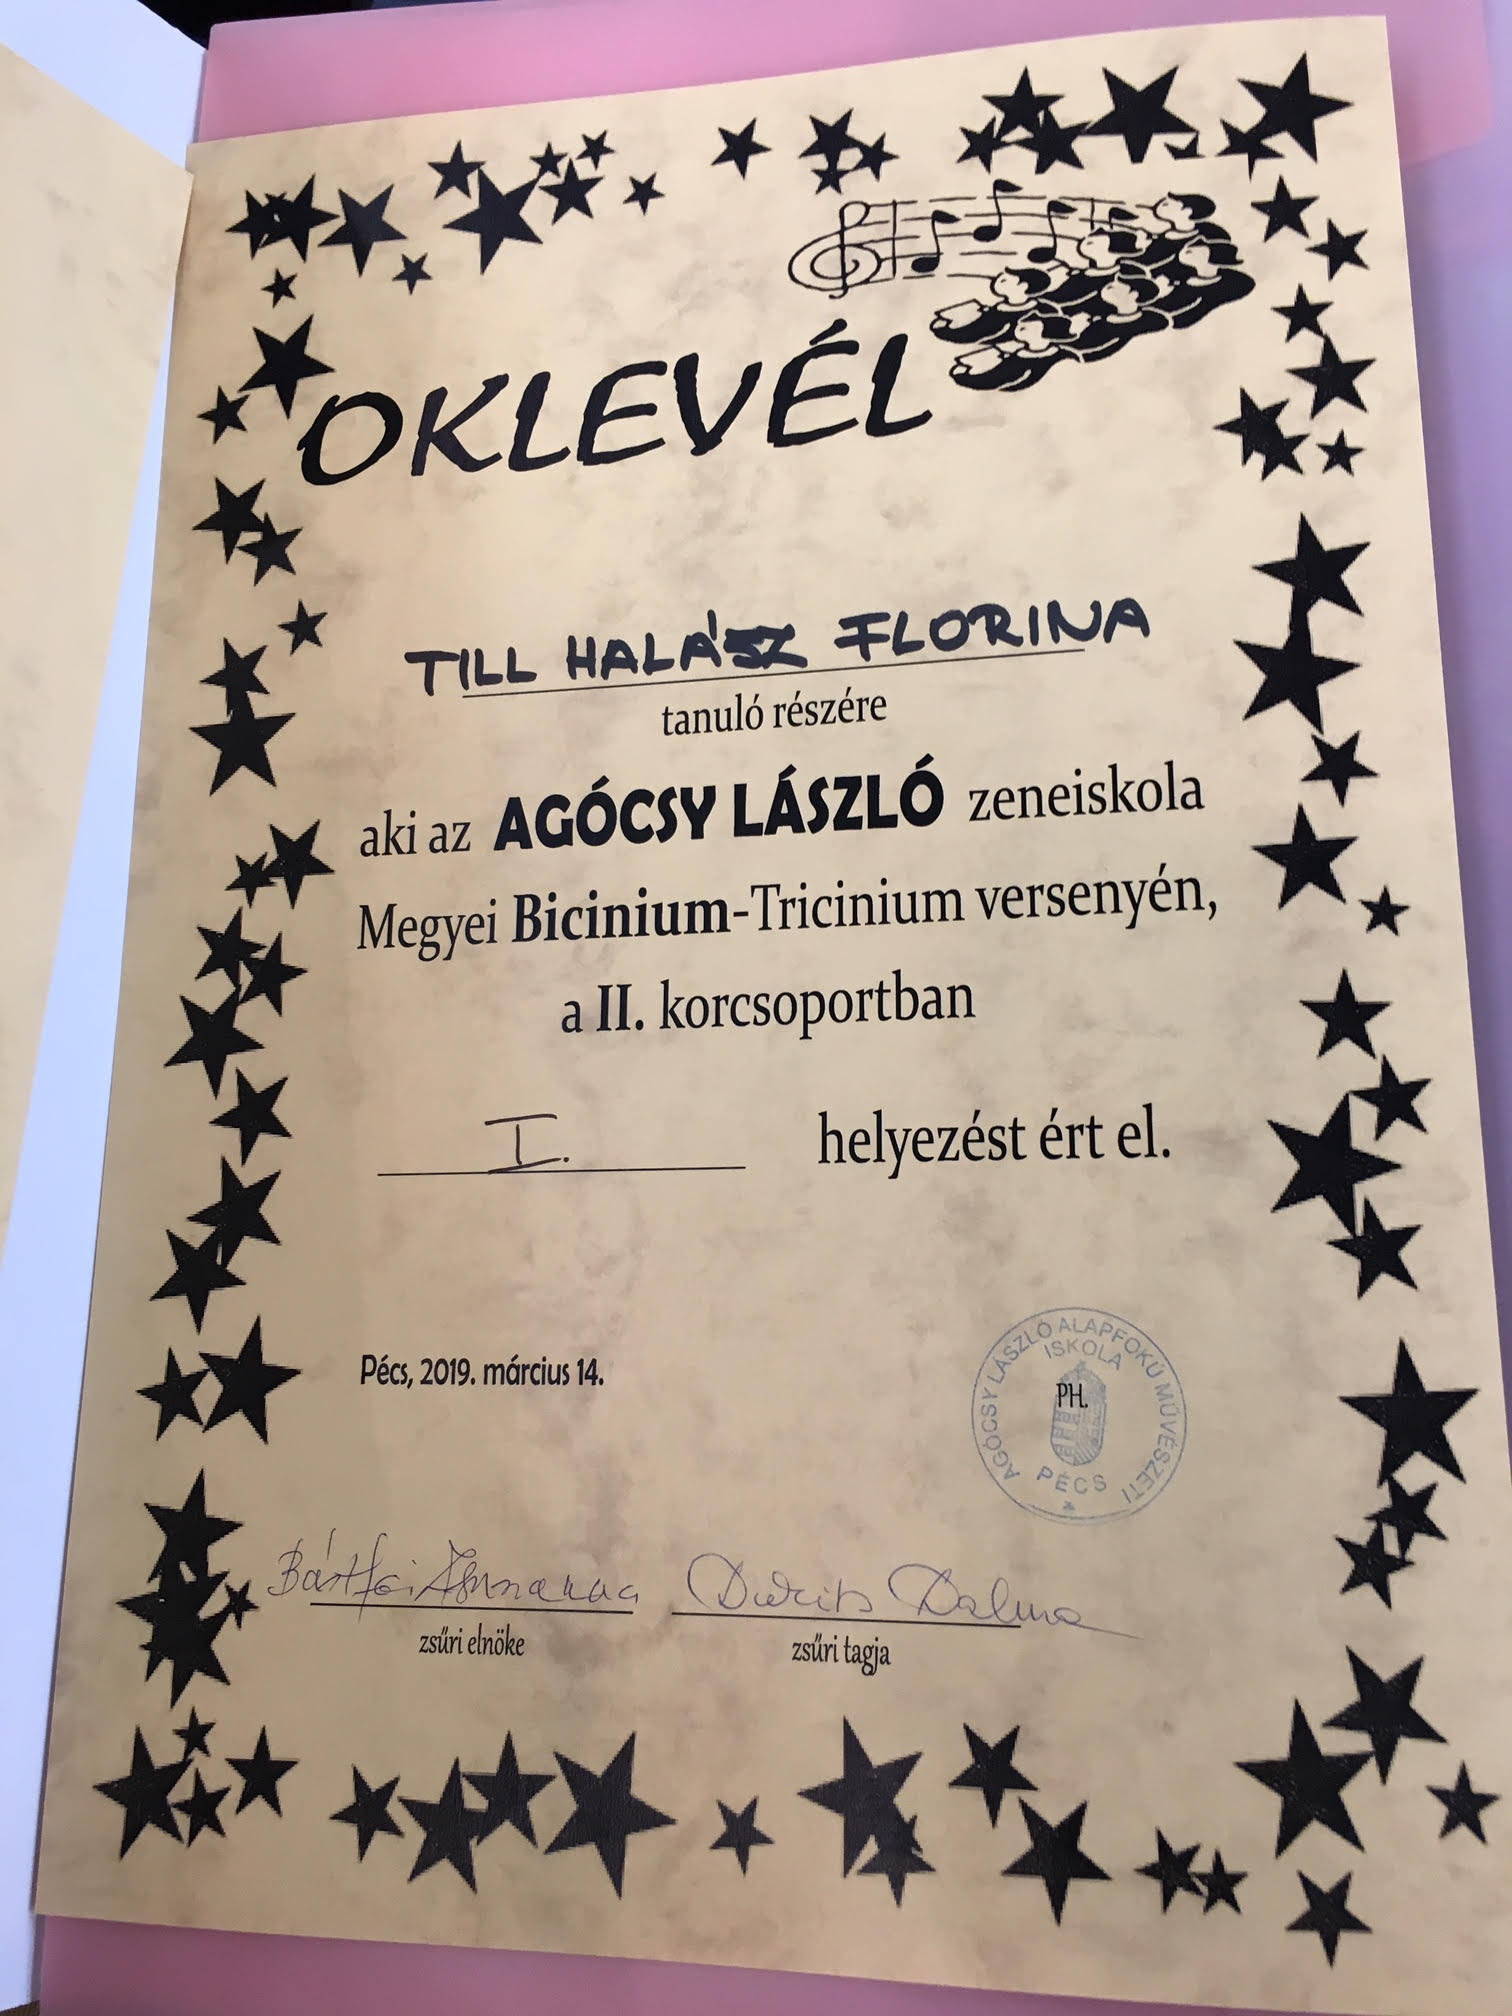 OKLEVÉL
TILL HALÁSZ FLORINA
tanuló részére
aki az AGÓCSY LÁSZLÓ zeneiskola
Megyei Bicinium-Tricinium versenyén,
a II. korcsoportban
I. helyezést ért el.
Pécs, 2019. március 14.
AGÓCSY LÁSZLÓ ALAPFOKÚ MŰVÉSZETI
ISKOLA
PH.
PÉCS
Dalma
zsűri elnöke
zsűri tagja